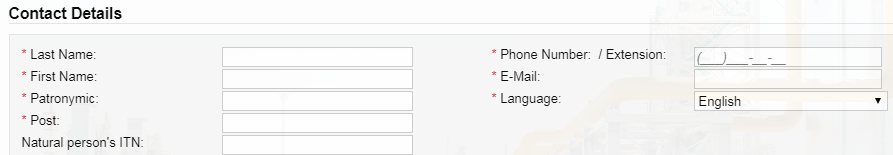 Contact Details
* Last Name:
* First Name:
* Patronymic:
* Post:
Natural person's ITN:
* Phone Number: / Extension:
(___)___-__-__
* E-Mail:
* Language:
English